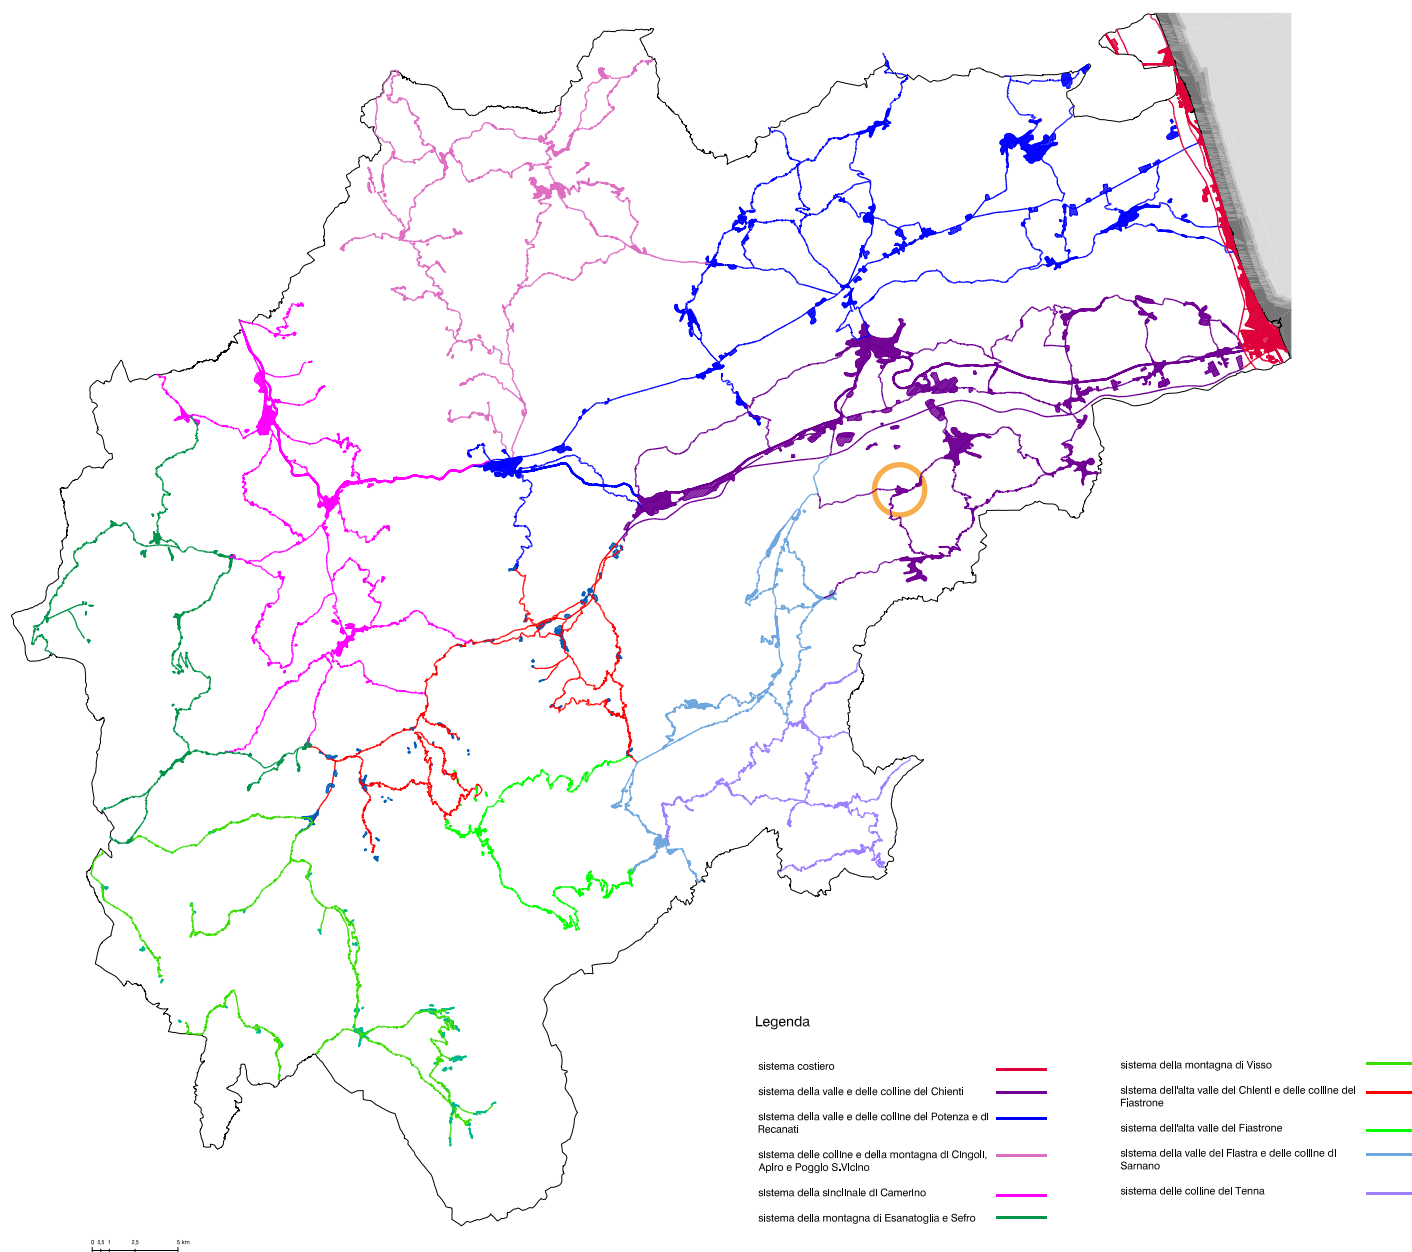 Legenda
sistema costiero
sistema della valle e delle colline del Chienti
sistema della valle e delle colline del Potenza e di
Recanati
sistema delle colline e della montagna di Cingoli,
Apiro e Poggio S.Vicino
sistema della sinclinale di Camerino
sistema della montagna di Esanatoglia e Sefro
sistema della montagna di Visso
sistema dell'alta valle del Chienti e delle colline del
Fiastrone
sistema dell'alta valle del Fiastrone
sistema della valle del Fiastra e delle colline di
Sarnano
sistema delle colline del Tenna
0 0,5 1 2,5 5 km